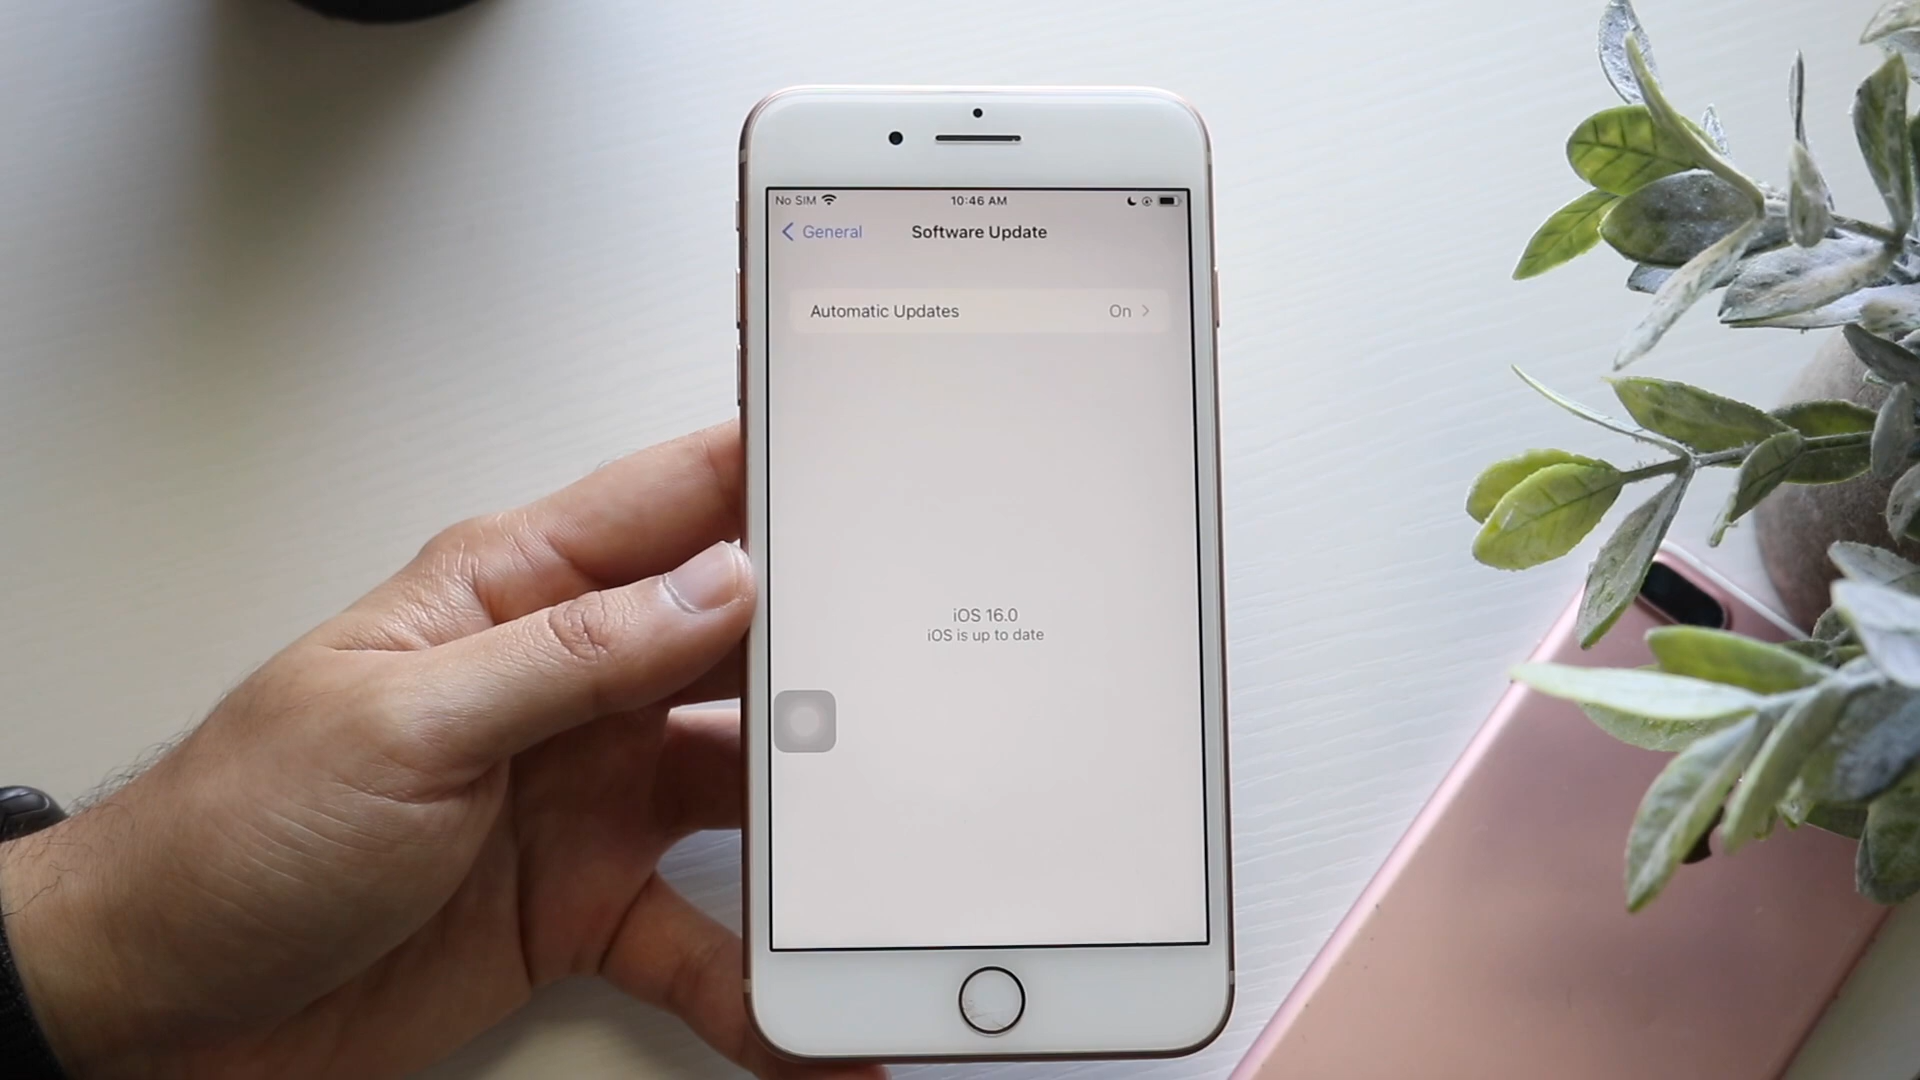 No SIM 10:46 AM
General Software Update
Automatic Updates On
iOS 16.0
iOS is up to date